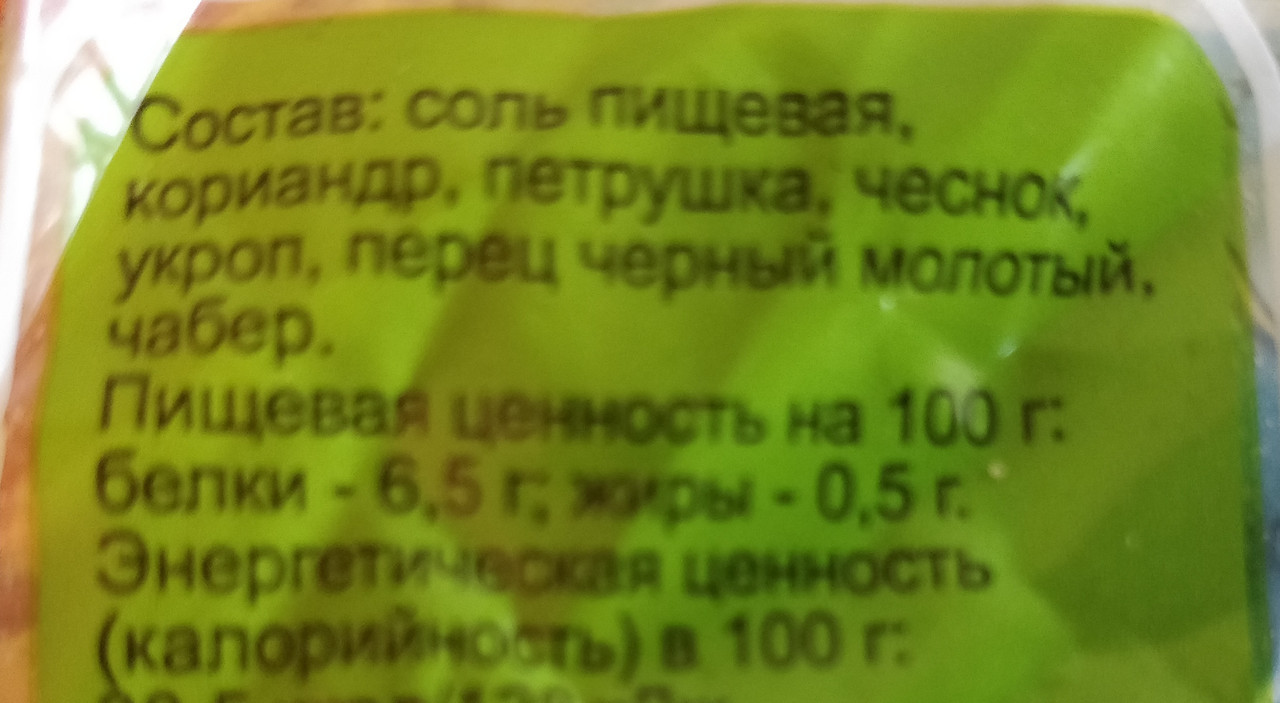 Состав: соль пищевая,
кориандр, петрушка, чеснок,
укроп, перец черный молотый,
чабер.
Пищевая ценность на 100 г:
белки - 6,5 г; жиры - 0,5 г.
Энергетическая ценность
(калорийность) в 100 г: